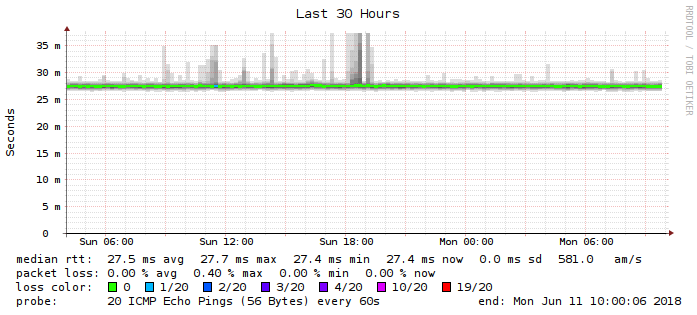 Last 30 Hours
RRDTOOL / TOBI OETIKER
Seconds
35 m
30 m
25 m
20 m
15 m
10 m
5 m
0
Sun 06:00 Sun 12:00 Sun 18:00 Mon 00:00 Mon 06:00
median rtt: 27.5 ms avg 27.7 ms max 27.4 ms min 27.4 ms now 0.0 ms sd 581.0 am/s
packet loss: 0.00 % avg 0.40 % max 0.00 % min 0.00 % now
loss color: 0 1/20 2/20 3/20 4/20 10/20 19/20
probe: 20 ICMP Echo Pings (56 Bytes) every 60s end: Mon Jun 11 10:00:06 2018